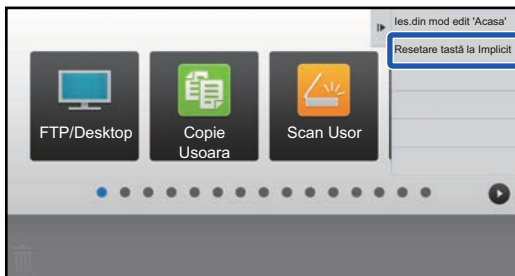 Ies.din mod edit 'Acasa'
Resetare tastă la Implicit
FTP/Desktop
Copie
Usoara
Scan Usor